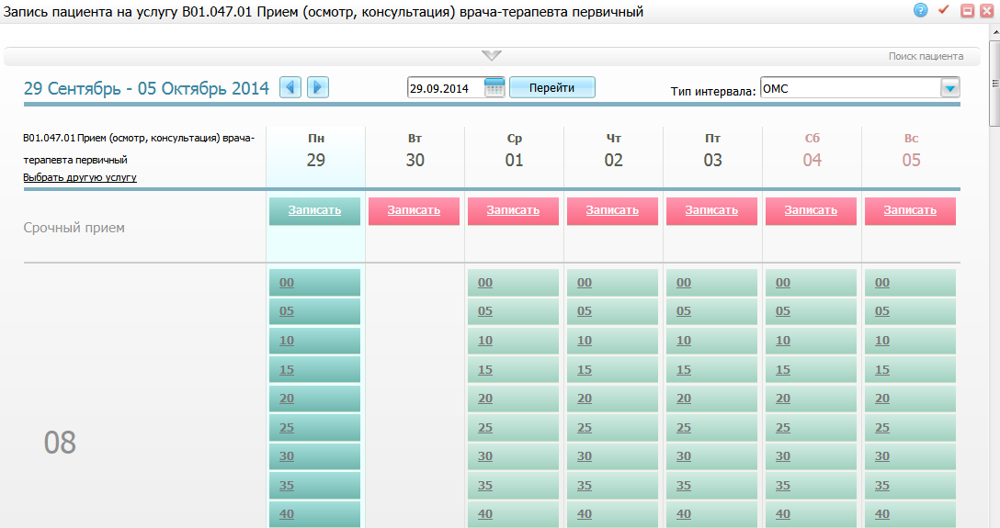 Запись пациента на услугу B01.047.01 Прием (осмотр, консультация) врача-терапевта первичный
Поиск пациента
29 Сентябрь - 05 Октябрь 2014
29.09.2014
Перейти
Тип интервала: ОМС
B01.047.01 Прием (осмотр, консультация) врача-
терапевта первичный
Выбрать другую услугу
Пн Вт Ср Чт Пт Сб Вс
29 30 01 02 03 04 05
Срочный прием
Записать Записать Записать Записать Записать Записать Записать
08
00 00 00 00 00 00
05 05 05 05 05 05
10 10 10 10 10 10
15 15 15 15 15 15
20 20 20 20 20 20
25 25 25 25 25 25
30 30 30 30 30 30
35 35 35 35 35 35
40 40 40 40 40 40